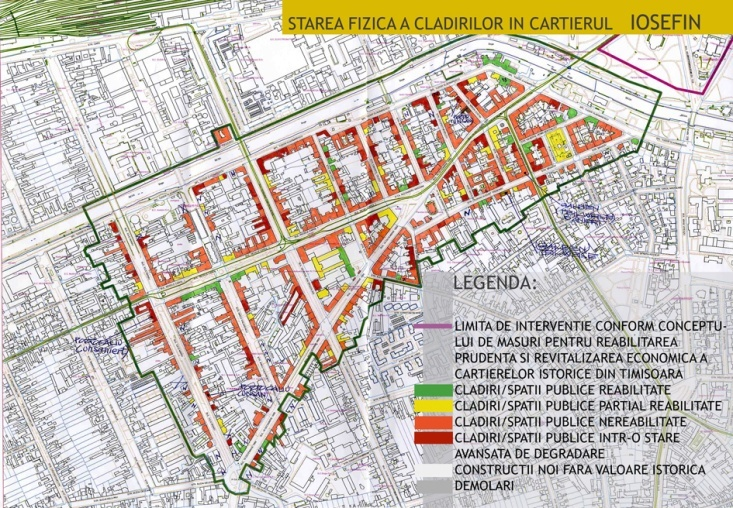 STAREA FIZICA A CLADIRILOR IN CARTIERUL IOSEFIN
LEGENDA:
LIMITA DE INTERVENTIE CONFORM CONCEPTU-
LUI DE MASURI PENTRU REABILITAREA
PRUDENTA SI REVITALIZAREA ECONOMICA A
CARTIERELOR ISTORICE DIN TIMISOARA
CLADIRI/SPATII PUBLICE REABILITATE
CLADIRI/SPATII PUBLICE PARTIAL REABILITATE
CLADIRI/SPATII PUBLICE NEREABILITATE
CLADIRI/SPATII PUBLICE INTR-O STARE
AVANSATA DE DEGRADARE
CONSTRUCTII NOI FARA VALOARE ISTORICA
DEMOLARI